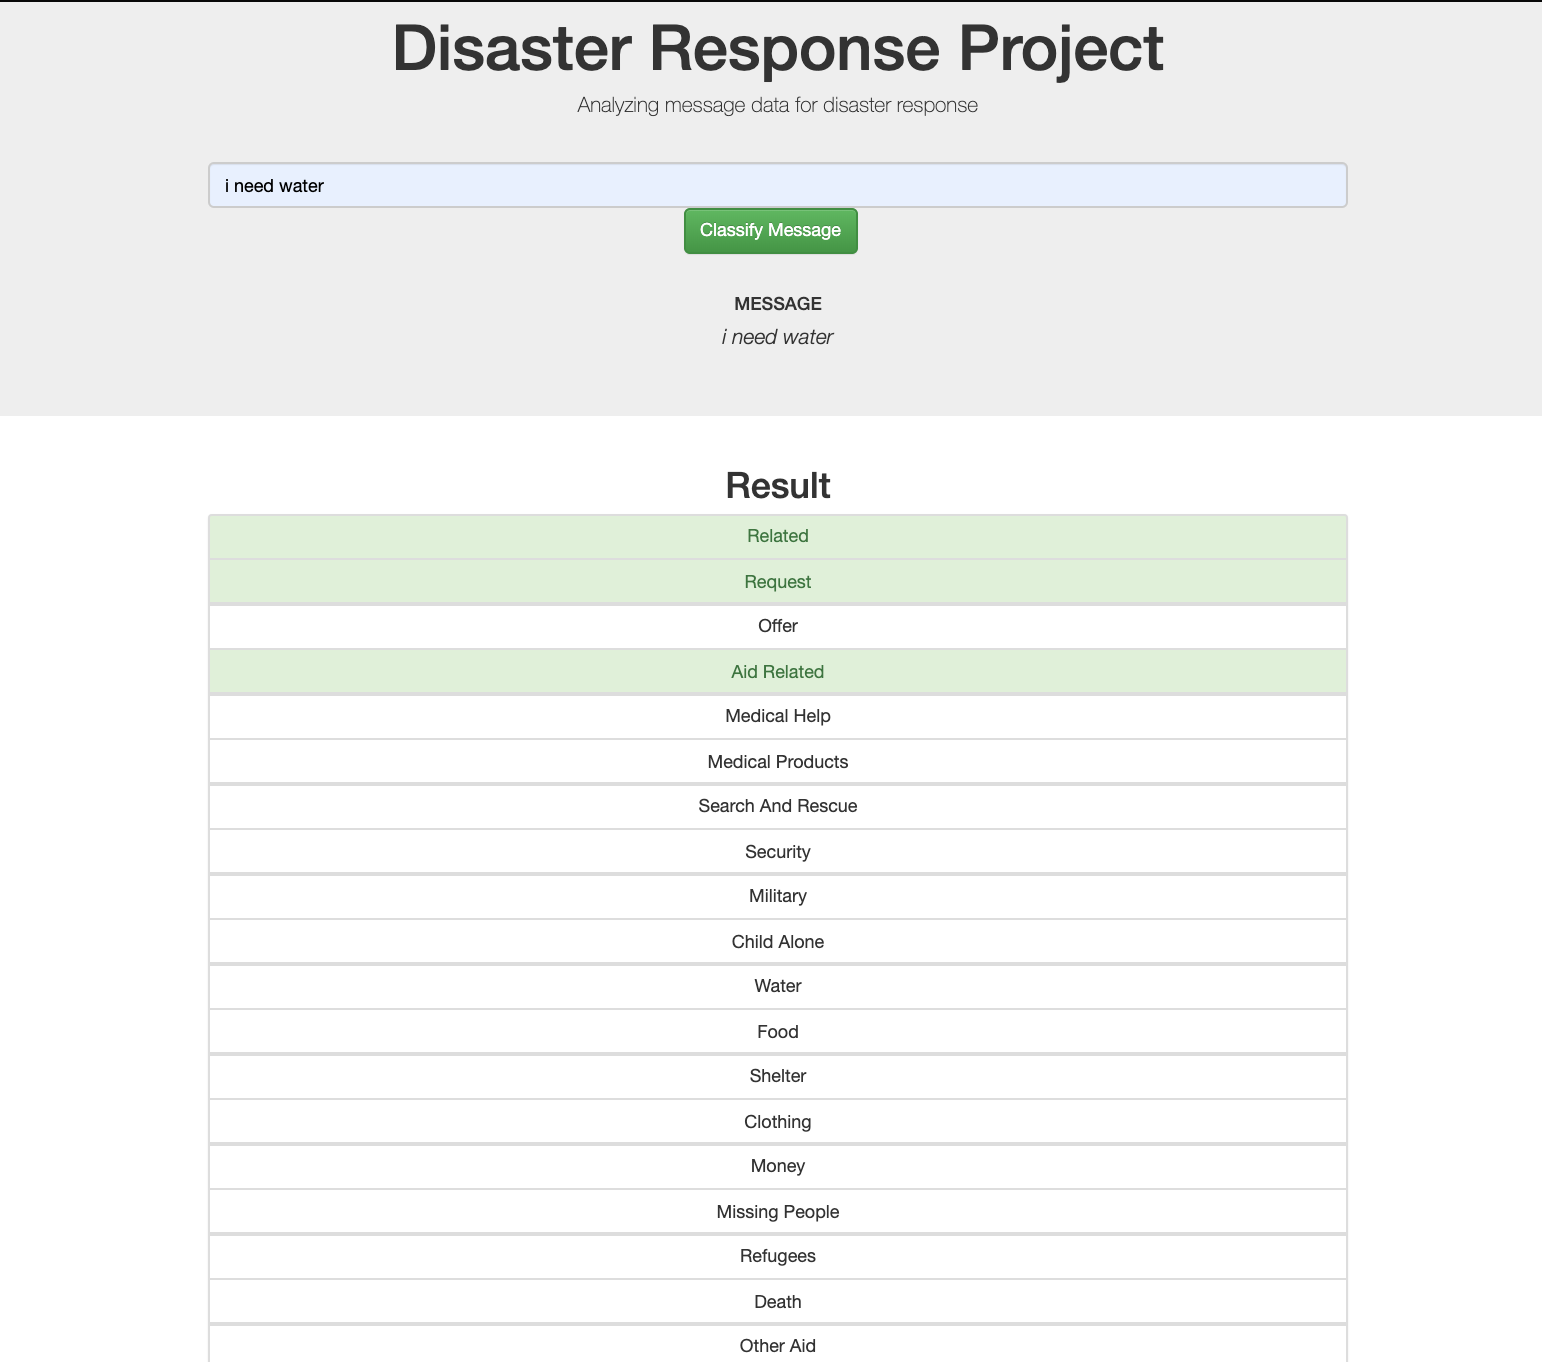 Disaster Response Project
Analyzing message data for disaster response
i need water
Classify Message
MESSAGE
i need water
Result
Related
Request
Offer
Aid Related
Medical Help
Medical Products
Search And Rescue
Security
Military
Child Alone
Water
Food
Shelter
Clothing
Money
Missing People
Refugees
Death
Other Aid